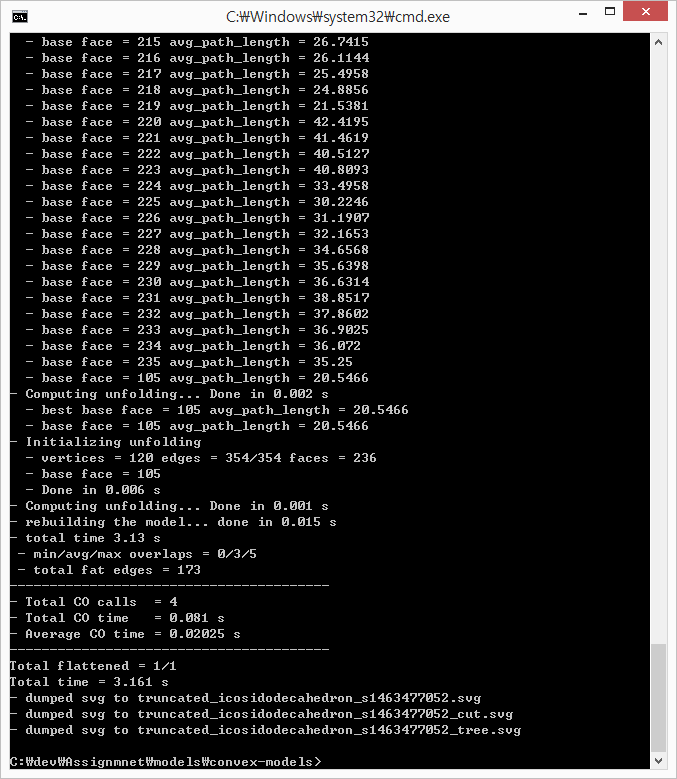 C:₩Windows₩system32₩cmd.exe
- base face = 215 avg_path_length = 26.7415
- base face = 216 avg_path_length = 26.1144
- base face = 217 avg_path_length = 25.4958
- base face = 218 avg_path_length = 24.8856
- base face = 219 avg_path_length = 21.5381
- base face = 220 avg_path_length = 42.4195
- base face = 221 avg_path_length = 41.4619
- base face = 222 avg_path_length = 40.5127
- base face = 223 avg_path_length = 40.8093
- base face = 224 avg_path_length = 33.4958
- base face = 225 avg_path_length = 30.2246
- base face = 226 avg_path_length = 31.1907
- base face = 227 avg_path_length = 32.1653
- base face = 228 avg_path_length = 34.6568
- base face = 229 avg_path_length = 35.6398
- base face = 230 avg_path_length = 36.6314
- base face = 231 avg_path_length = 38.8517
- base face = 232 avg_path_length = 37.8602
- base face = 233 avg_path_length = 36.9025
- base face = 234 avg_path_length = 36.072
- base face = 235 avg_path_length = 35.25
- base face = 105 avg_path_length = 20.5466
- Computing unfolding... Done in 0.002 s
- best base face = 105 avg_path_length = 20.5466
- base face = 105 avg_path_length = 20.5466
- Initializing unfolding
- vertices = 120 edges = 354/354 faces = 236
- base face = 105
- Done in 0.006 s
- Computing unfolding... Done in 0.001 s
- rebuilding the model... done in 0.015 s
- total time 3.13 s
- min/avg/max overlaps = 0/3/5
- total fat edges = 173
----------------------------------------
- Total CO calls  = 4
- Total CO time   = 0.081 s
- Average CO time = 0.02025 s
----------------------------------------
Total flattened = 1/1
Total time = 3.161 s
- dumped svg to truncated_icosidodecahedron_s1463477052.svg
- dumped svg to truncated_icosidodecahedron_s1463477052_cut.svg
- dumped svg to truncated_icosidodecahedron_s1463477052_tree.svg
C:₩dev₩Assignmnet₩models₩convex-models>